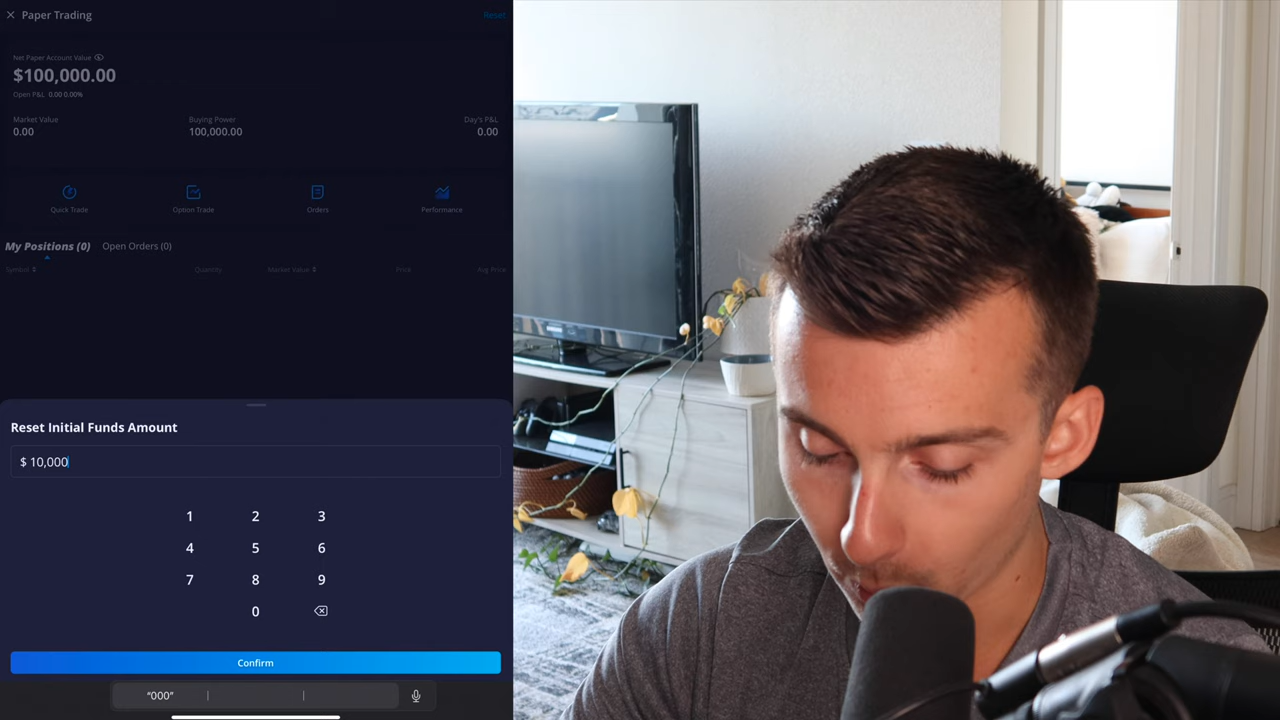 Paper Trading
Reset
Net Paper Account Value
$100,000.00
Open P&L 0.00 0.00%
Market Value
Buying Power
Day's P&L
0.00
100,000.00
0.00
Quick Trade
Option Trade
Orders
Performance
My Positions (0)
Open Orders (0)
Symbol
Quantity
Market Value
Price
Avg Price
Reset Initial Funds Amount
$ 10,000
1 2 3
4 5 6
7 8 9
0
Confirm
“000”